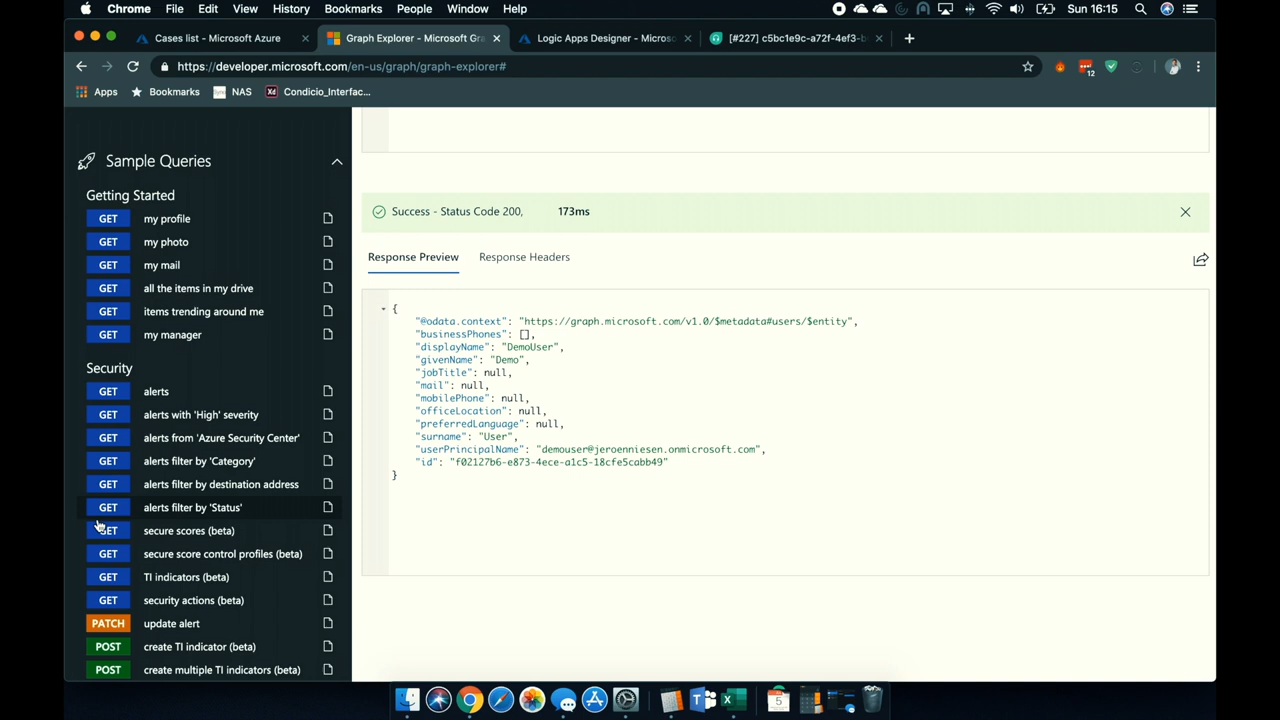 Chrome File Edit View History Bookmarks People Window Help Sun 16:15
Cases list - Microsoft Azure Graph Explorer - Microsoft Gra Logic Apps Designer - Microso [#227] c5bc1e9c-a72f-4ef3-b
https://developer.microsoft.com/en-us/graph/graph-explorer# 12
Apps Bookmarks NAS Xd Condicio_Interfac...
Sample Queries
Getting Started
GET my profile
GET my photo
GET my mail
GET all the items in my drive
GET items trending around me
GET my manager
Security
GET alerts
GET alerts with 'High' severity
GET alerts from 'Azure Security Center'
GET alerts filter by 'Category'
GET alerts filter by destination address
GET alerts filter by 'Status'
GET secure scores (beta)
GET secure score control profiles (beta)
GET TI indicators (beta)
GET security actions (beta)
PATCH update alert
POST create TI indicator (beta)
POST create multiple TI indicators (beta)
Success - Status Code 200, 173ms
Response Preview Response Headers
{
"@odata.context": "https://graph.microsoft.com/v1.0/$metadata#users/$entity",
"businessPhones": [],
"displayName": "DemoUser",
"givenName": "Demo",
"jobTitle": null,
"mail": null,
"mobilePhone": null,
"officeLocation": null,
"preferredLanguage": null,
"surname": "User",
"userPrincipalName": "demouser@jeroenniesen.onmicrosoft.com",
"id": "f02127b6-e873-4ece-a1c5-18cfe5cabb49"
}
5